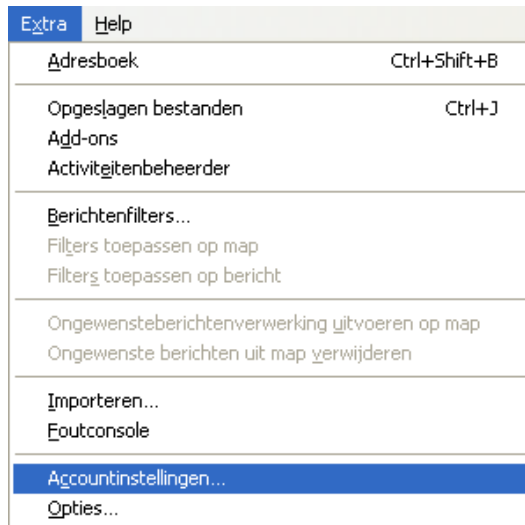 Extra Help
Adresboek Ctrl+Shift+B
Opgeslagen bestanden Ctrl+J
Add-ons
Activiteitenbeheerder
Berichtenfilters...
Filters toepassen op map
Filters toepassen op bericht
Ongewensteberichtenverwerking uitvoeren op map
Ongewenste berichten uit map verwijderen
Importeren...
Foutconsole
Accountinstellingen...
Opties...